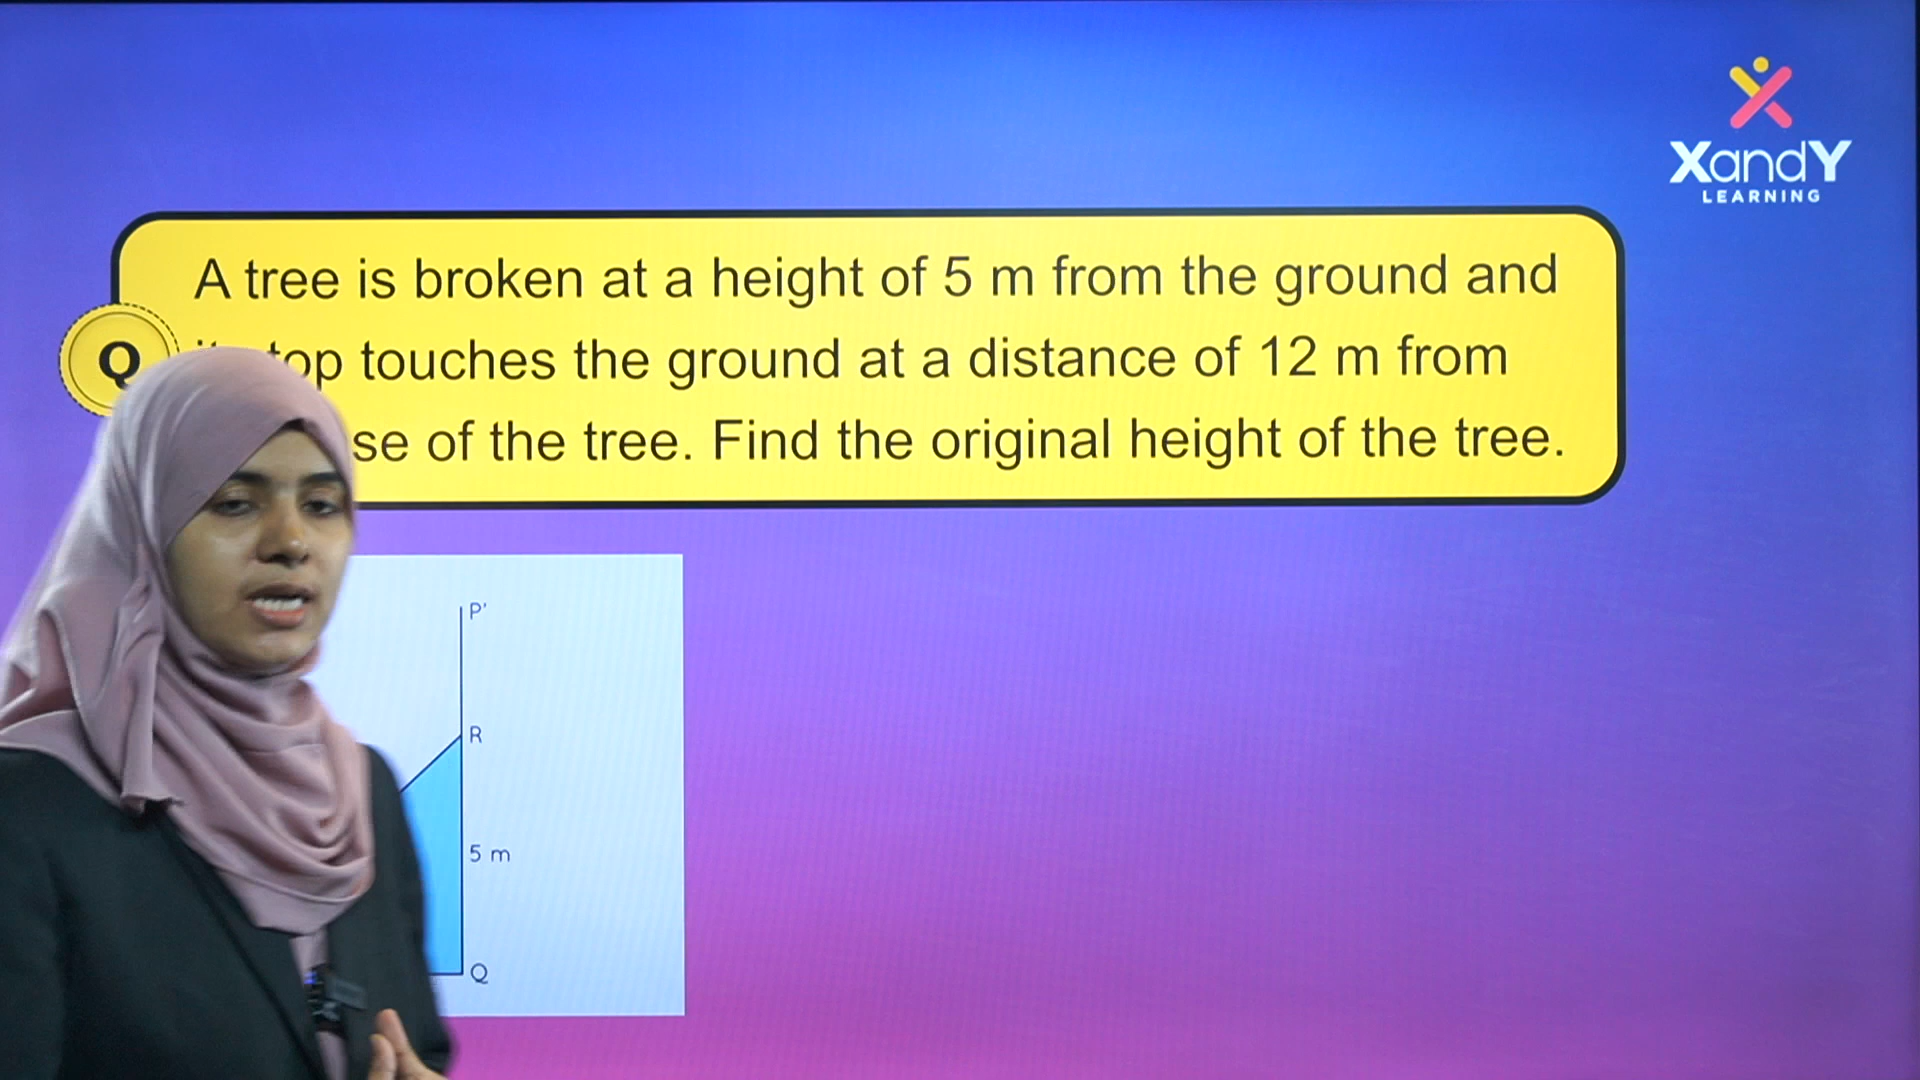 XandY
LEARNING
A tree is broken at a height of 5 m from the ground and
Q
top touches the ground at a distance of 12 m from
of the tree. Find the original height of the tree.
P'
R
5 m
Q